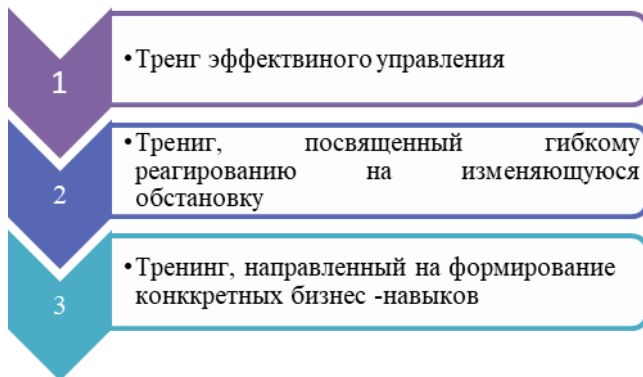 1
•Тренг эффектвиного управления
2
•Трениг, посвященный гибкому
реагированию на изменяющуюся
обстановку
3
•Тренинг, направленный на формирование
конккретных бизнес -навыков